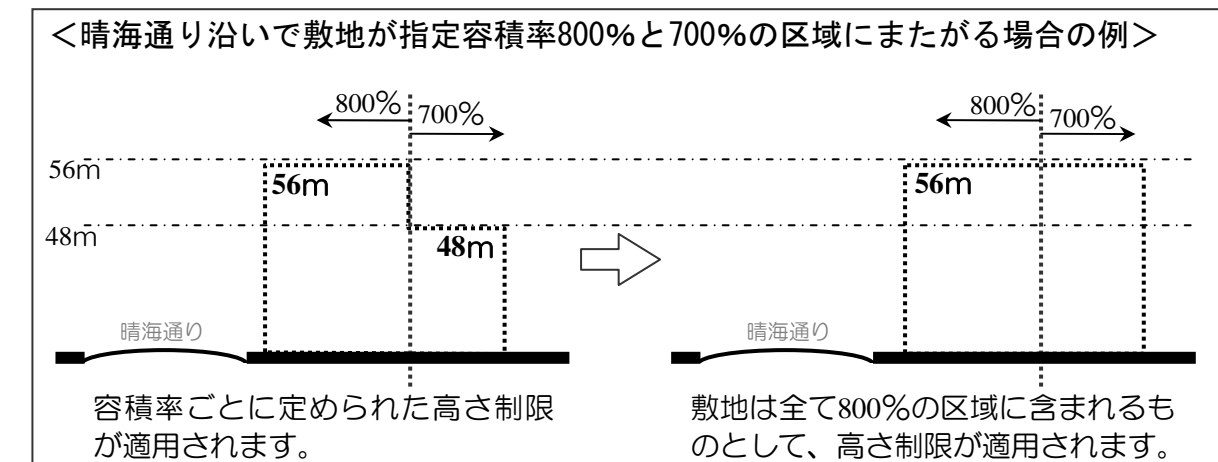 ＜晴海通り沿いで敷地が指定容積率800％と700％の区域にまたがる場合の例＞
800％
700％
800％
700％
56m
56m
56m
48m
48m
晴海通り
晴海通り
容積率ごとに定められた高さ制限
が適用されます。
敷地は全て800％の区域に含まれるも
のとして、高さ制限が適用されます。